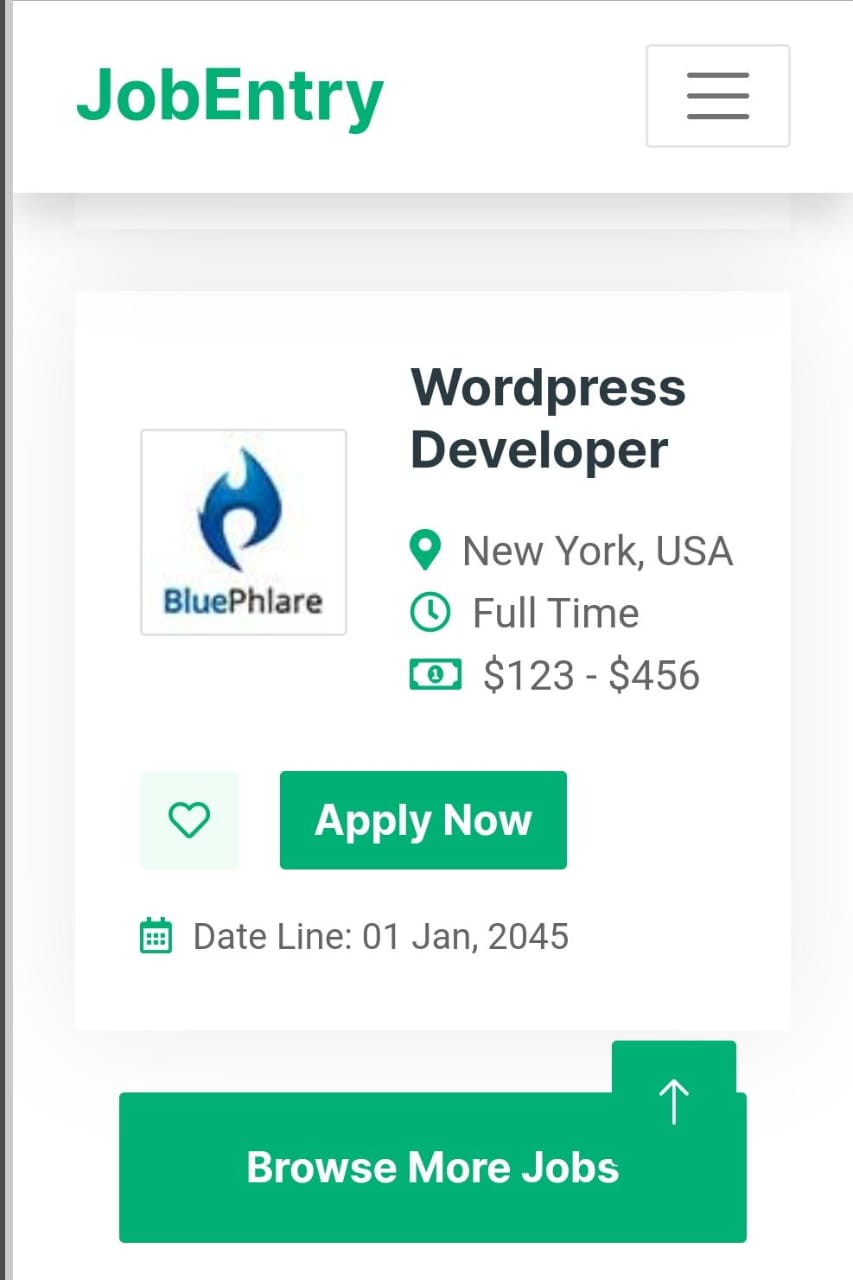 JobEntry
Wordpress
Developer
BluePhlare
New York, USA
Full Time
$123 - $456
Apply Now
Date Line: 01 Jan, 2045
Browse More Jobs